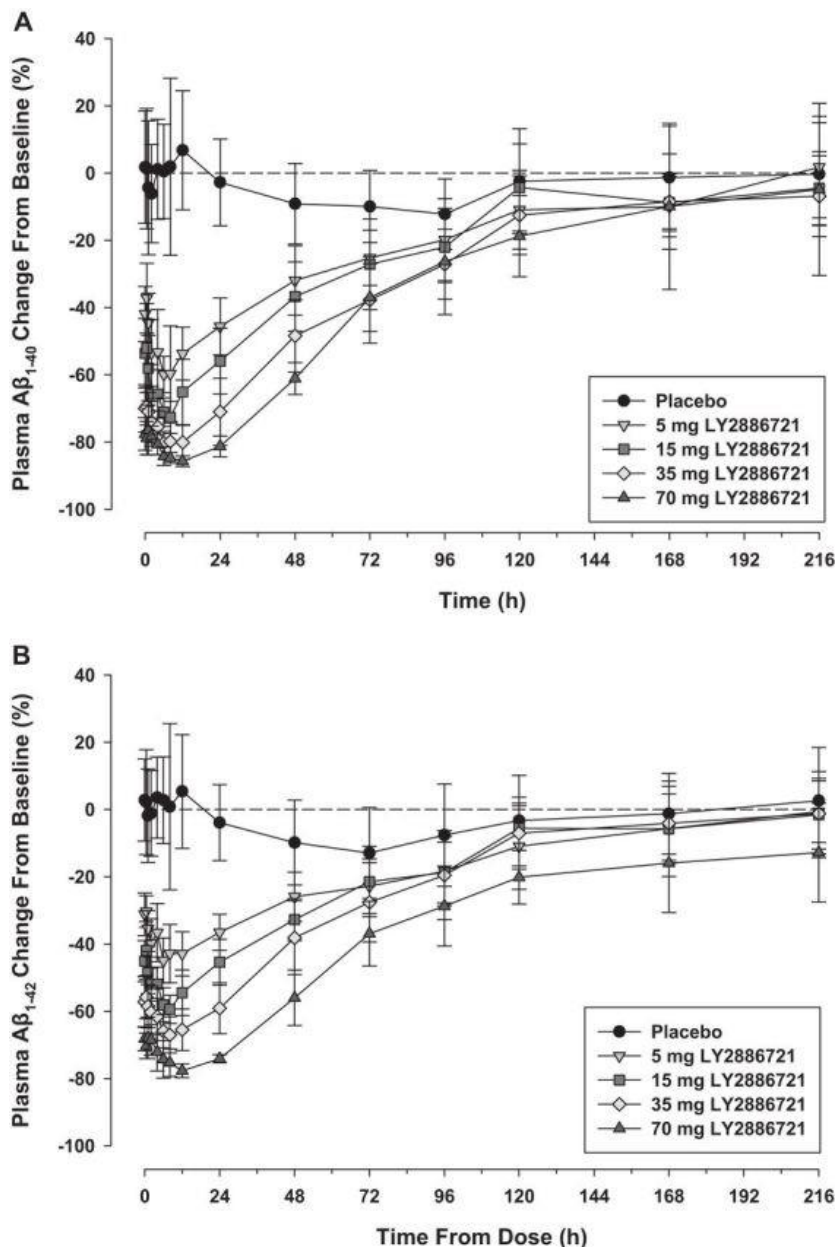 A
Plasma Aβ1-40 Change From Baseline (%)
40
20
0
-20
-40
-60
-80
-100
Placebo
5 mg LY2886721
15 mg LY2886721
35 mg LY2886721
70 mg LY2886721
0 24 48 72 96 120 144 168 192 216
Time (h)
B
Plasma Aβ1-42 Change From Baseline (%)
40
20
0
-20
-40
-60
-80
-100
Placebo
5 mg LY2886721
15 mg LY2886721
35 mg LY2886721
70 mg LY2886721
0 24 48 72 96 120 144 168 192 216
Time From Dose (h)